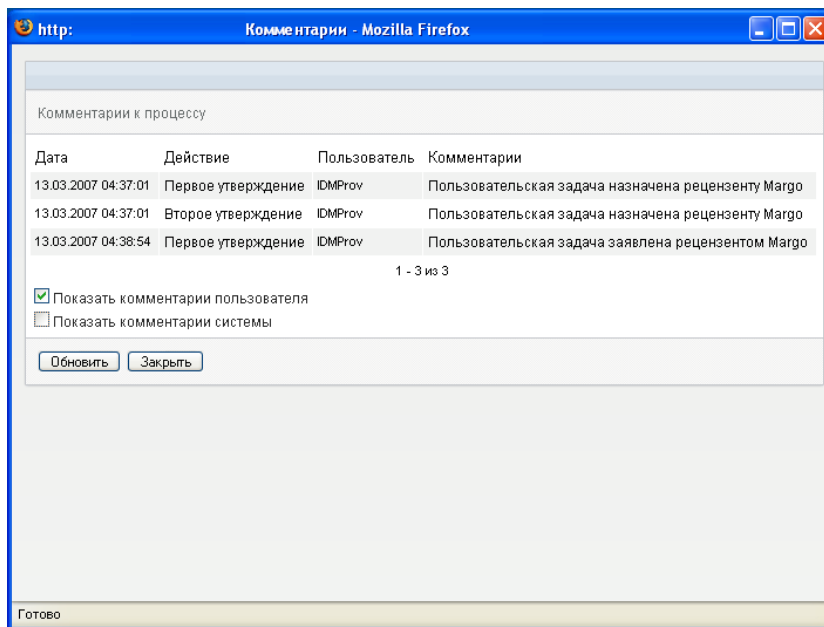 http: Комментарии - Mozilla Firefox
Комментарии к процессу
Дата Действие Пользователь Комментарии
13.03.2007 04:37:01 Первое утверждение IDMProv Пользовательская задача назначена рецензенту Margo
13.03.2007 04:37:01 Второе утверждение IDMProv Пользовательская задача назначена рецензенту Margo
13.03.2007 04:38:54 Первое утверждение IDMProv Пользовательская задача заявлена рецензентом Margo
1 - 3 из 3
Показать комментарии пользователя
Показать комментарии системы
Обновить Закрыть
Готово